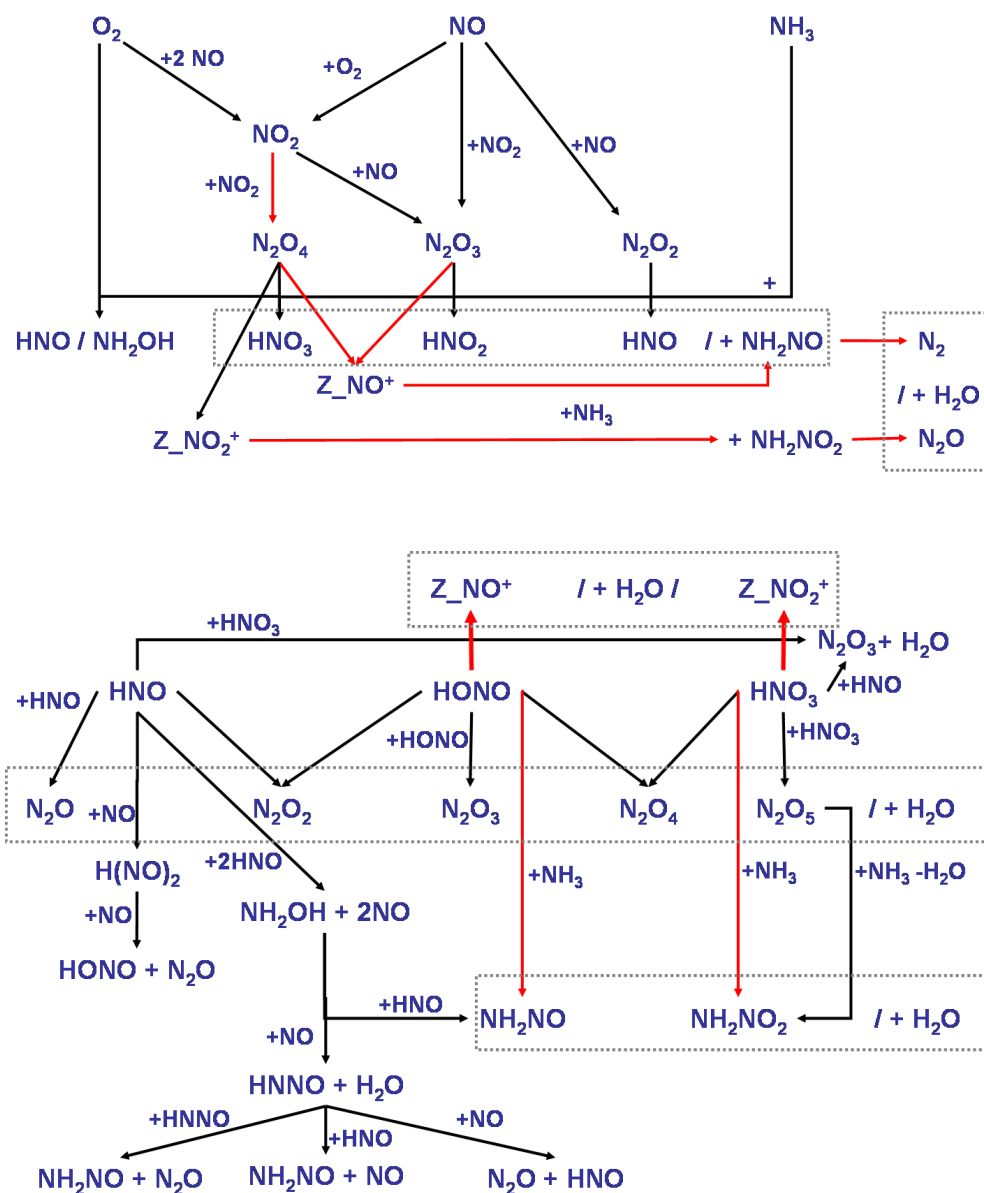 O₂ NO NH₃
+2 NO +O₂
NO₂ +NO₂ +NO
+NO₂ +NO
N₂O₄ N₂O₃ N₂O₂
+
HNO / NH₂OH HNO₃ HNO₂ HNO / + NH₂NO N₂
Z_NO⁺ / + H₂O
+NH₃
Z_NO₂⁺ + NH₂NO₂ N₂O
Z_NO⁺ / + H₂O / Z_NO₂⁺
+HNO₃ N₂O₃+ H₂O
+HNO HNO HONO HNO₃ +HNO
+HONO +HNO₃
N₂O +NO N₂O₂ N₂O₃ N₂O₄ N₂O₅ / + H₂O
H(NO)₂ +2HNO +NH₃ +NH₃ +NH₃ -H₂O
+NO NH₂OH + 2NO
HONO + N₂O
+HNO NH₂NO NH₂NO₂ / + H₂O
+NO
HNNO + H₂O
+HNNO +HNO +NO
NH₂NO + N₂O NH₂NO + NO N₂O + HNO